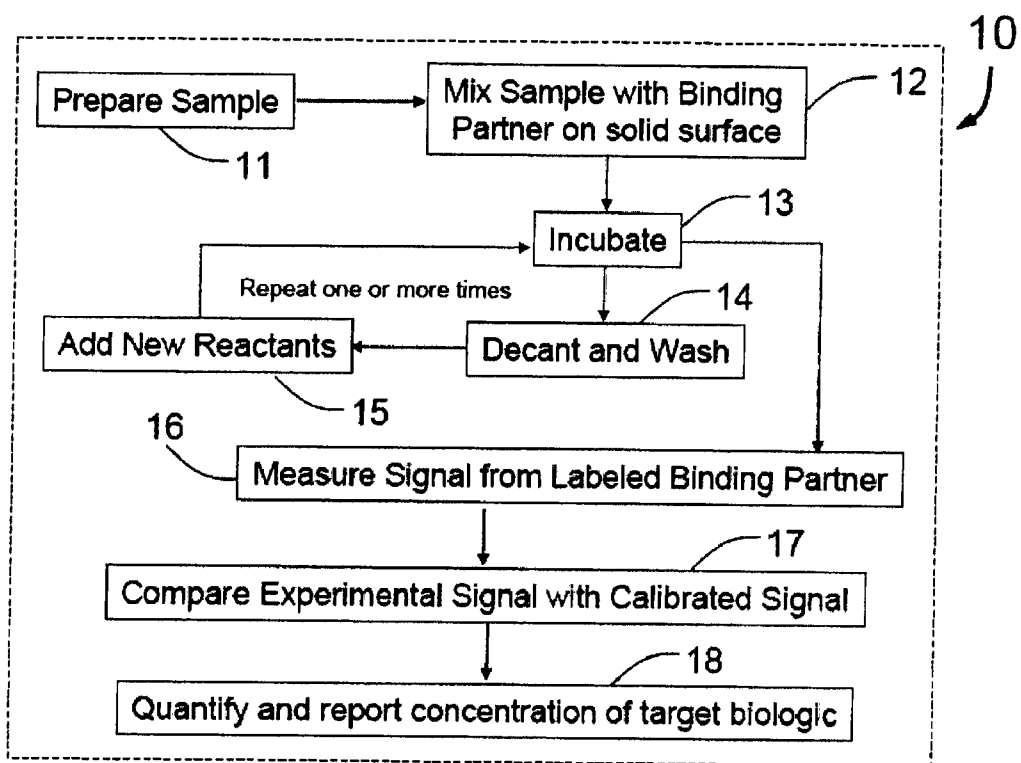 10
Prepare Sample
11
Mix Sample with Binding
Partner on solid surface
12
Incubate
13
Repeat one or more times
Decant and Wash
14
Add New Reactants
15
16
Measure Signal from Labeled Binding Partner
17
Compare Experimental Signal with Calibrated Signal
18
Quantify and report concentration of target biologic